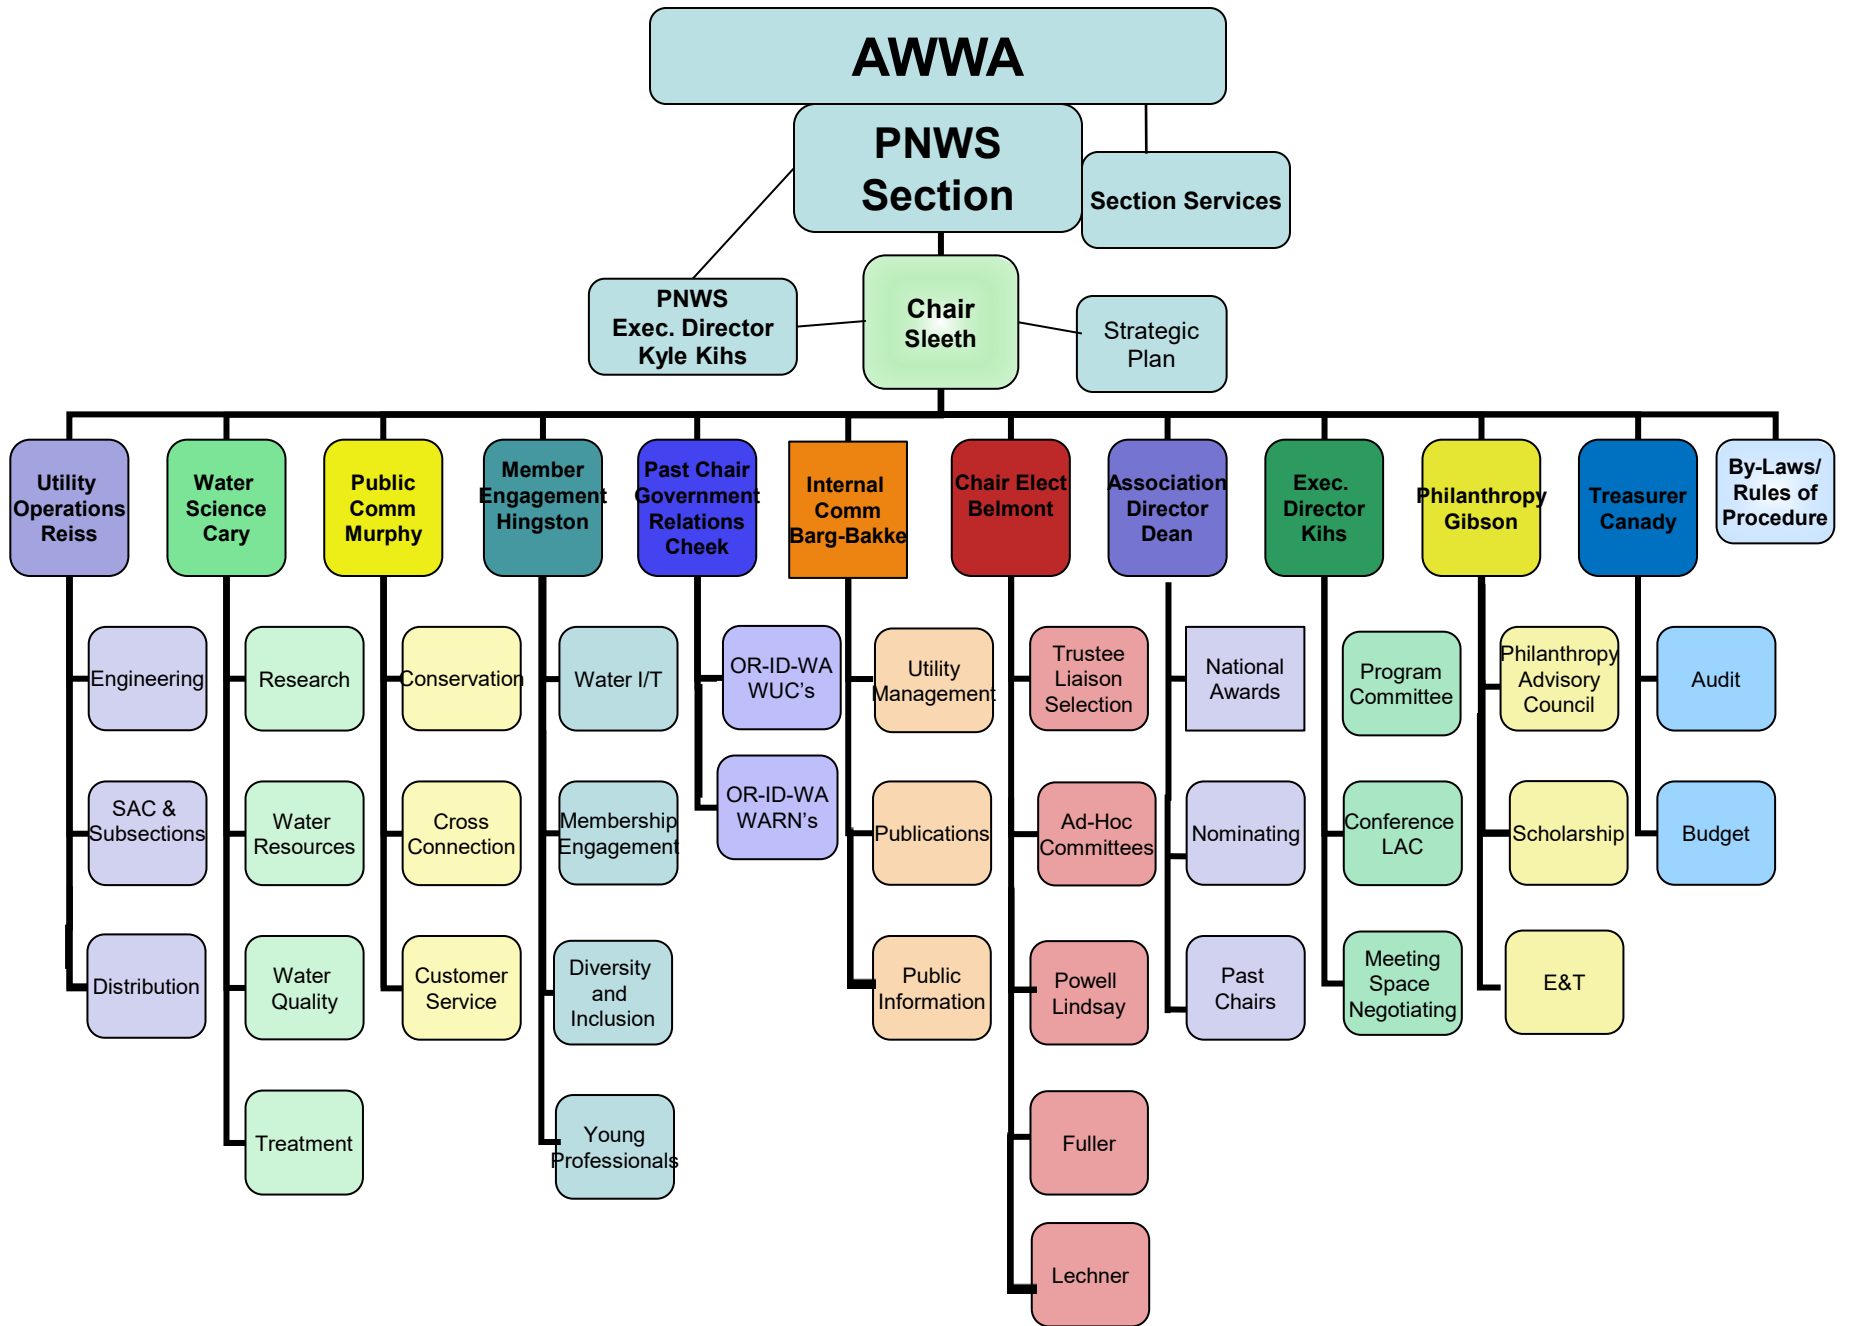 AWWA
PNWS
Section
Section Services
PNWS
Exec. Director
Kyle Kihs
Chair
Sleeth
Strategic
Plan
Utility
Operations
Reiss
Water
Science
Cary
Public
Comm
Murphy
Member
Engagement
Hingston
Past Chair
Government
Relations
Cheek
Internal
Comm
Barg-Bakke
Chair Elect
Belmont
Association
Director
Dean
Exec.
Director
Kihs
Philanthropy
Gibson
Treasurer
Canady
By-Laws/
Rules of
Procedure
Engineering
SAC &
Subsections
Distribution
Research
Water
Resources
Water
Quality
Treatment
Conservation
Cross
Connection
Customer
Service
Water I/T
Membership
Engagement
Diversity
and
Inclusion
Young
Professionals
OR-ID-WA
WUC's
OR-ID-WA
WARN's
Utility
Management
Publications
Public
Information
Trustee
Liaison
Selection
Ad-Hoc
Committees
Powell
Lindsay
Fuller
Lechner
National
Awards
Nominating
Past
Chairs
Program
Committee
Conference
LAC
Meeting
Space
Negotiating
Philanthropy
Advisory
Council
Scholarship
E&T
Audit
Budget